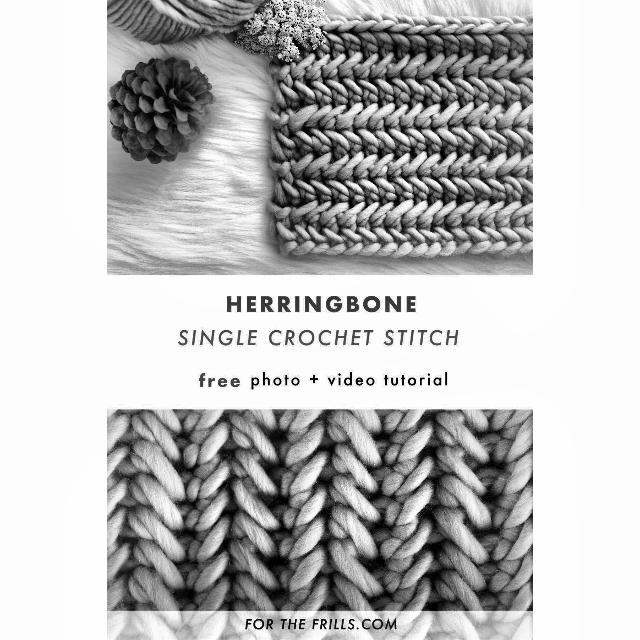 HERRINGBONE
SINGLE CROCHET STITCH
free photo + video tutorial
FOR THE FRILLS.COM